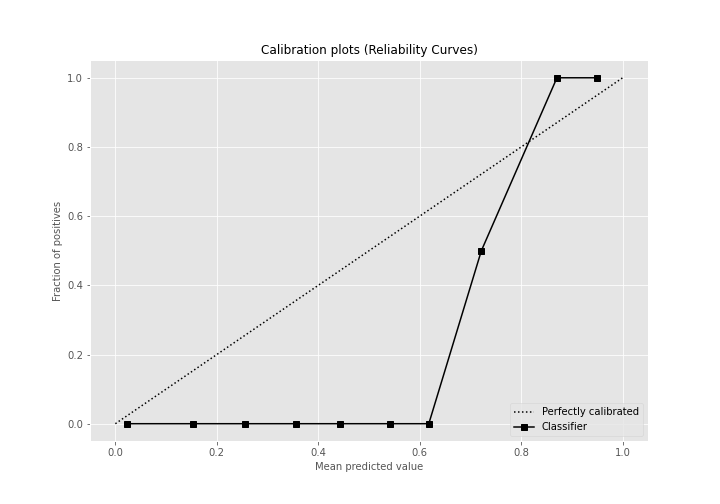 Calibration plots (Reliability Curves)
1.0
0.8
0.6
0.4
0.2
0.0
Fraction of positives
0.0 0.2 0.4 0.6 0.8 1.0
Mean predicted value
Perfectly calibrated
Classifier